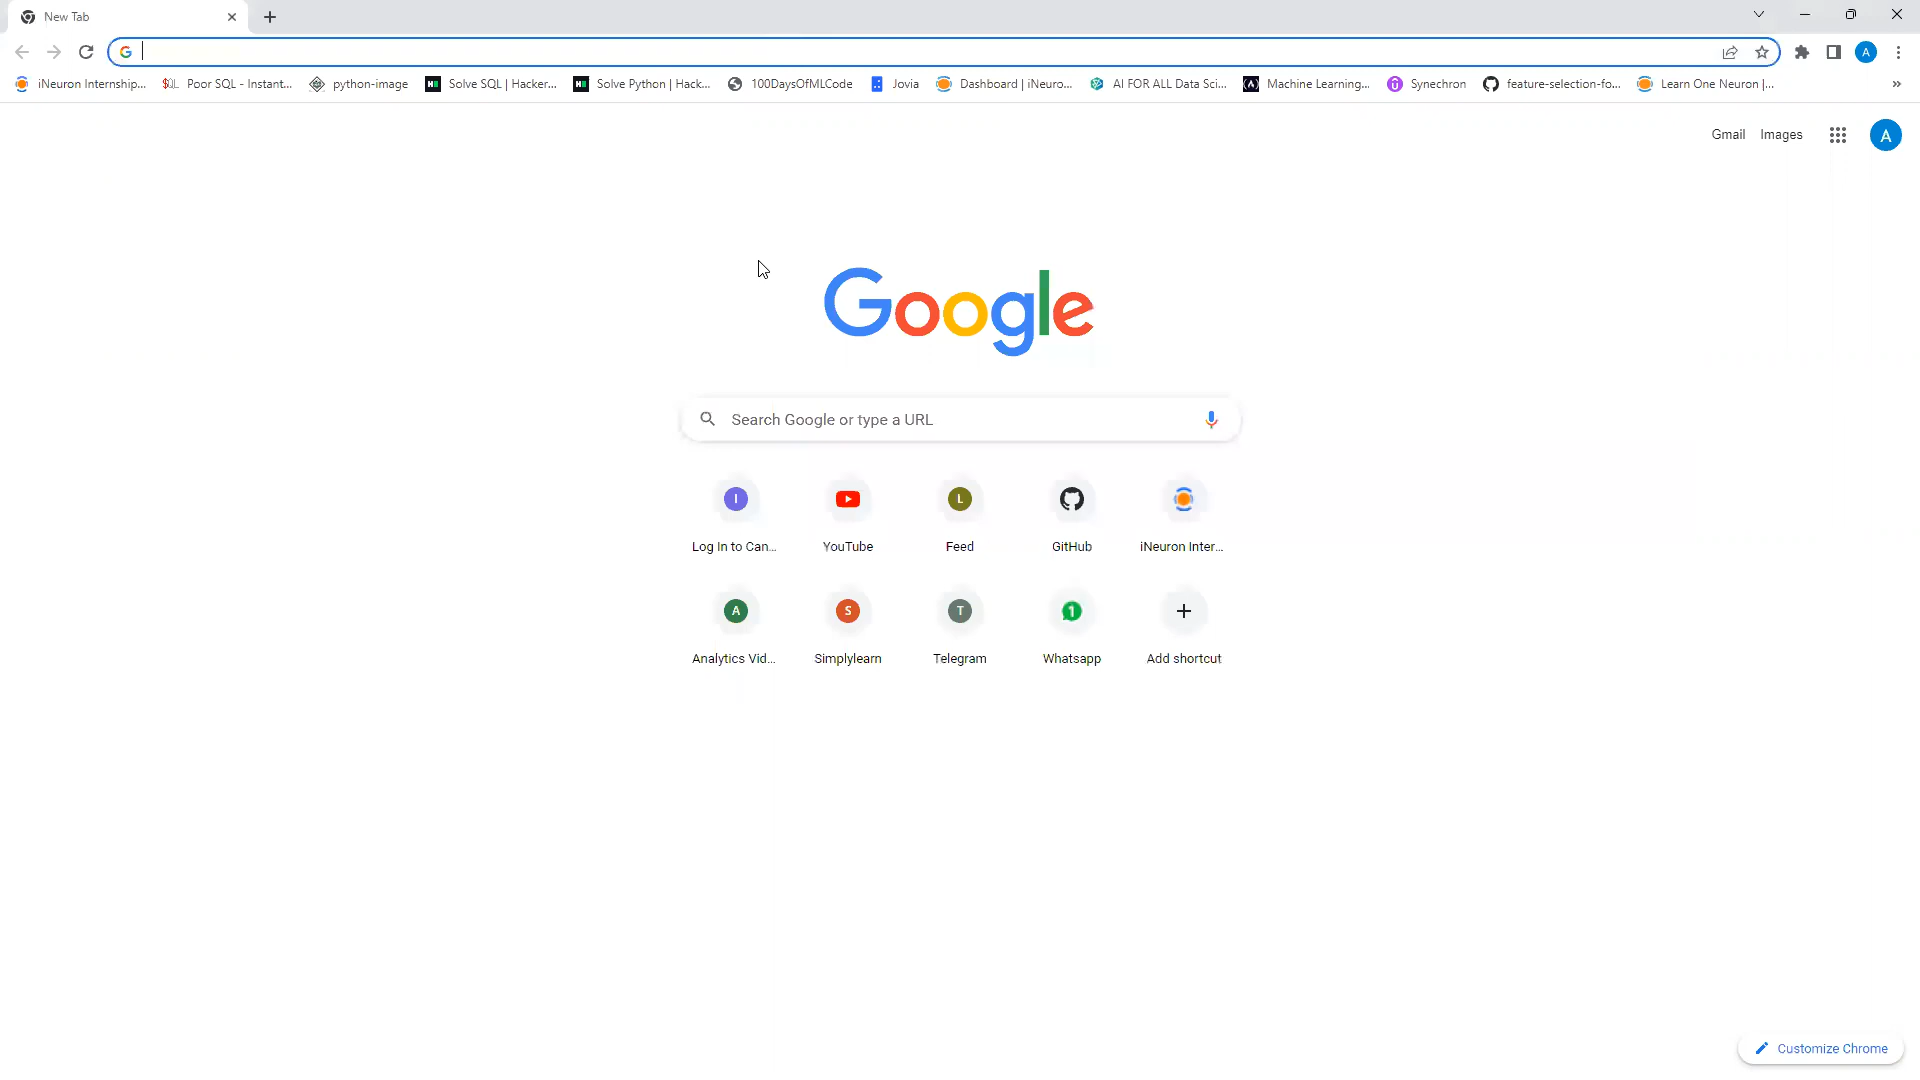 New Tab
iNeuron Internship... Poor SQL - Instant... python-image Solve SQL | Hacker... Solve Python | Hack... 100DaysOfMLCode Jovia Dashboard | iNeuro... AI FOR ALL Data Sci... Machine Learning... Synechron feature-selection-fo... Learn One Neuron |... »
Gmail Images A
Google
Search Google or type a URL
I L
Log In to Can... YouTube Feed GitHub iNeuron Inter...
A S T 1
Analytics Vid... Simplylearn Telegram Whatsapp Add shortcut
Customize Chrome